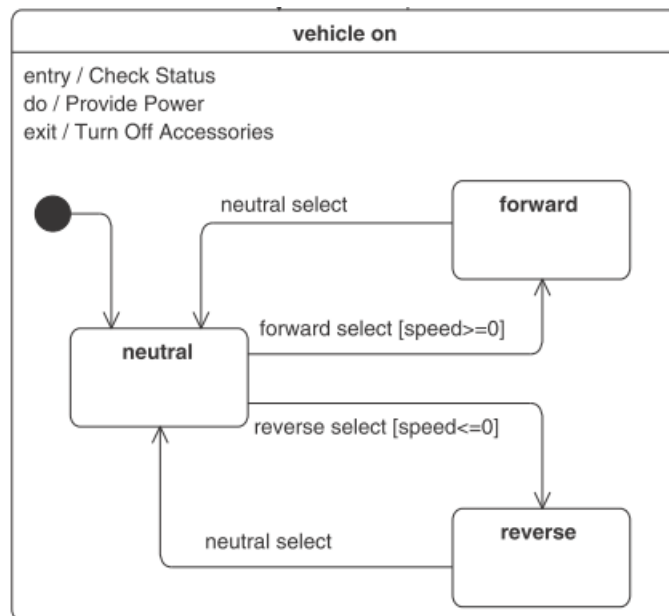 vehicle on
entry / Check Status
do / Provide Power
exit / Turn Off Accessories
neutral select
forward
forward select [speed>=0]
neutral
reverse select [speed<=0]
neutral select
reverse